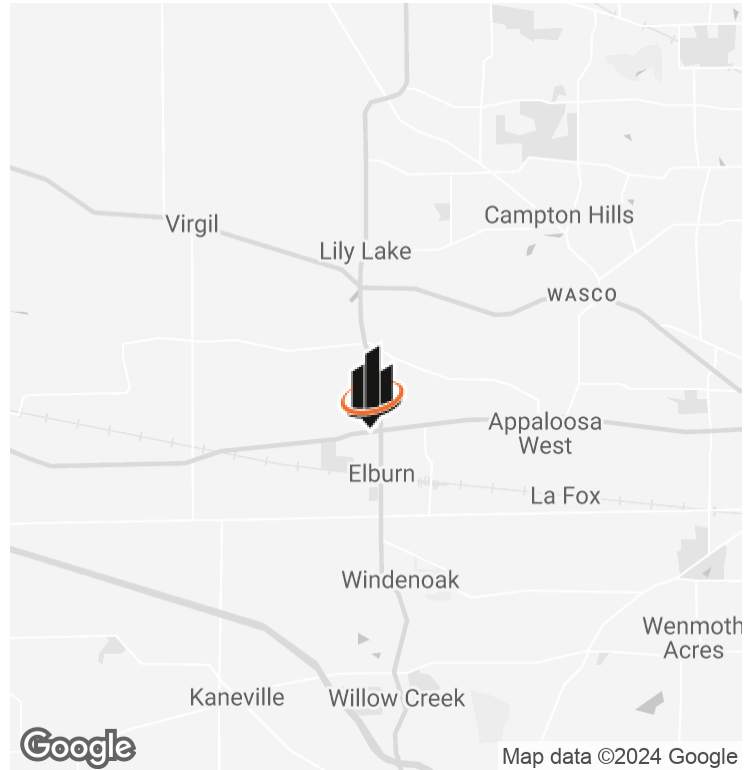 Campton Hills
Virgil
Lily Lake
WASCO
Appaloosa
West
Elburn
La Fox
Windenoak
Wenmoth
Acres
Kaneville
Willow Creek
Google
Map data ©2024 Google